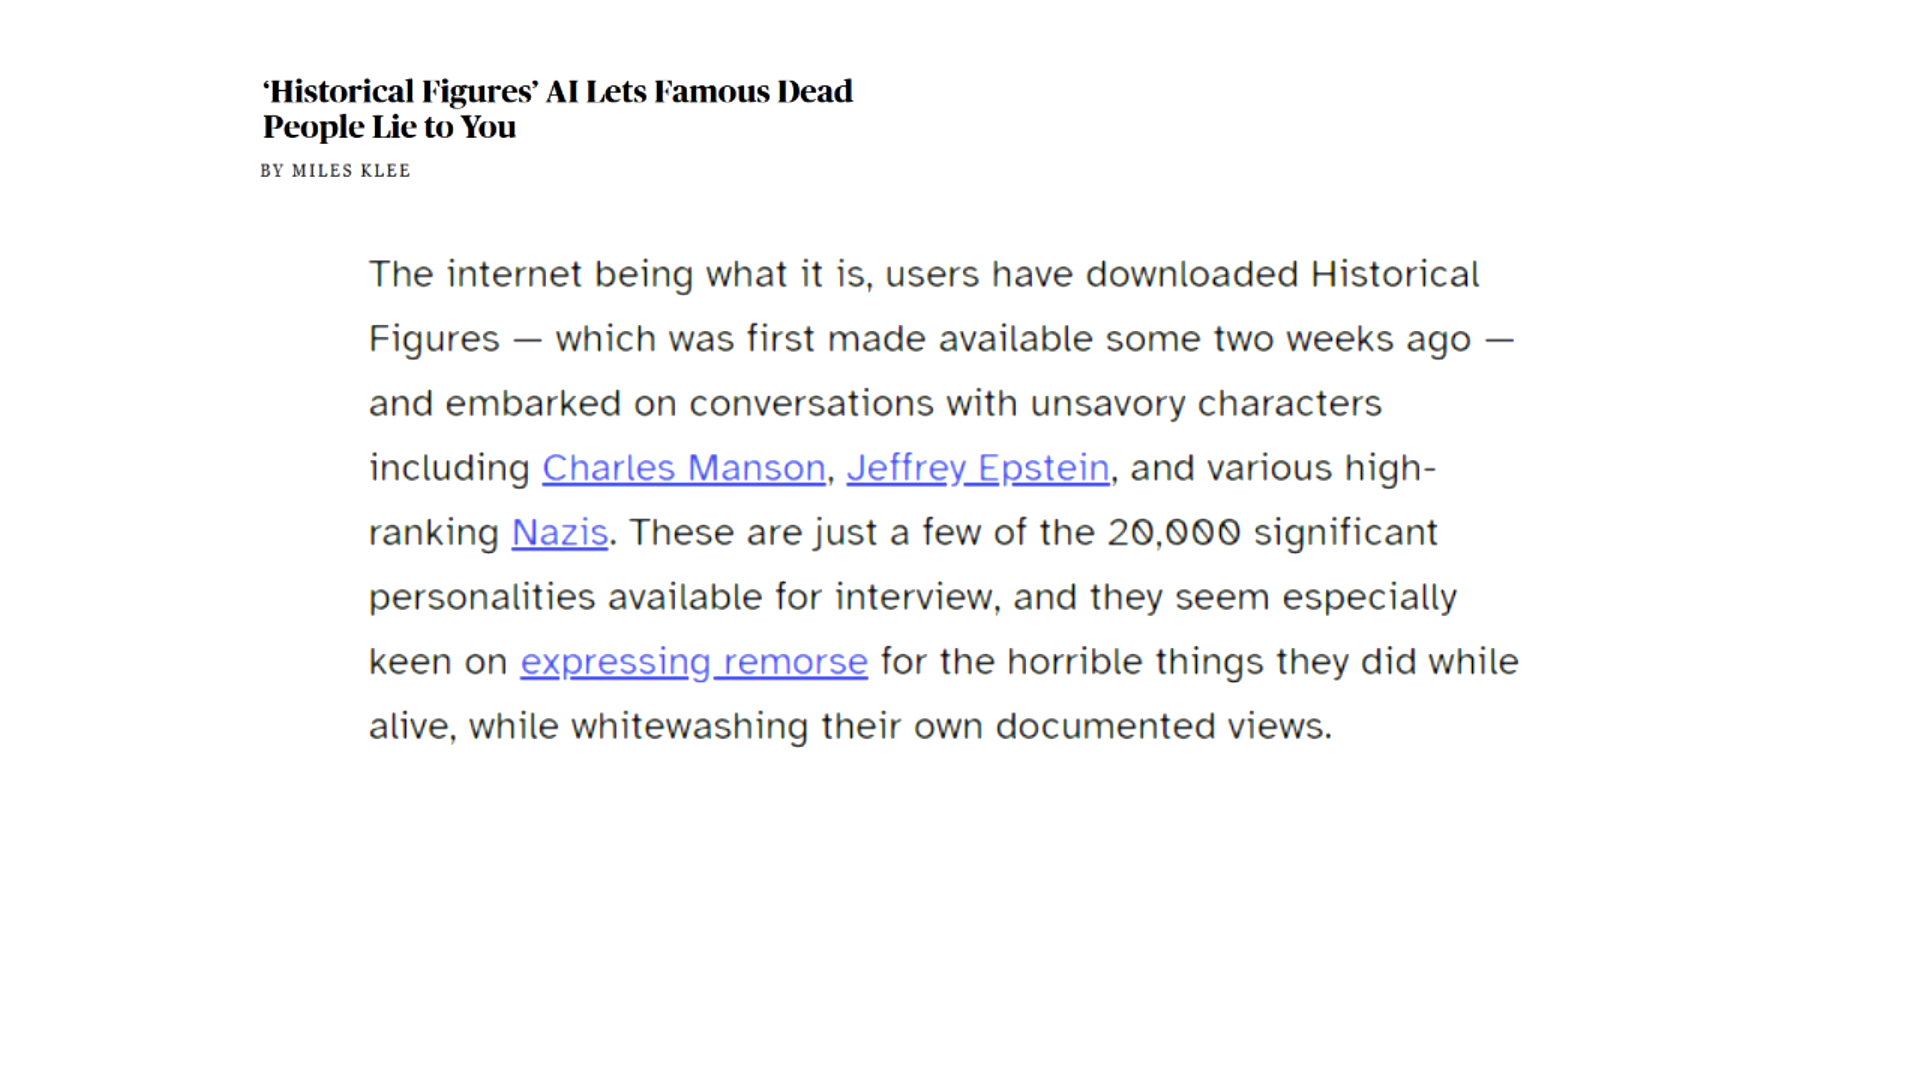 ‘Historical Figures’ AI Lets Famous Dead
People Lie to You
BY MILES KLEE
The internet being what it is, users have downloaded Historical
Figures — which was first made available some two weeks ago —
and embarked on conversations with unsavory characters
including Charles Manson, Jeffrey Epstein, and various high-
ranking Nazis. These are just a few of the 20,000 significant
personalities available for interview, and they seem especially
keen on expressing remorse for the horrible things they did while
alive, while whitewashing their own documented views.